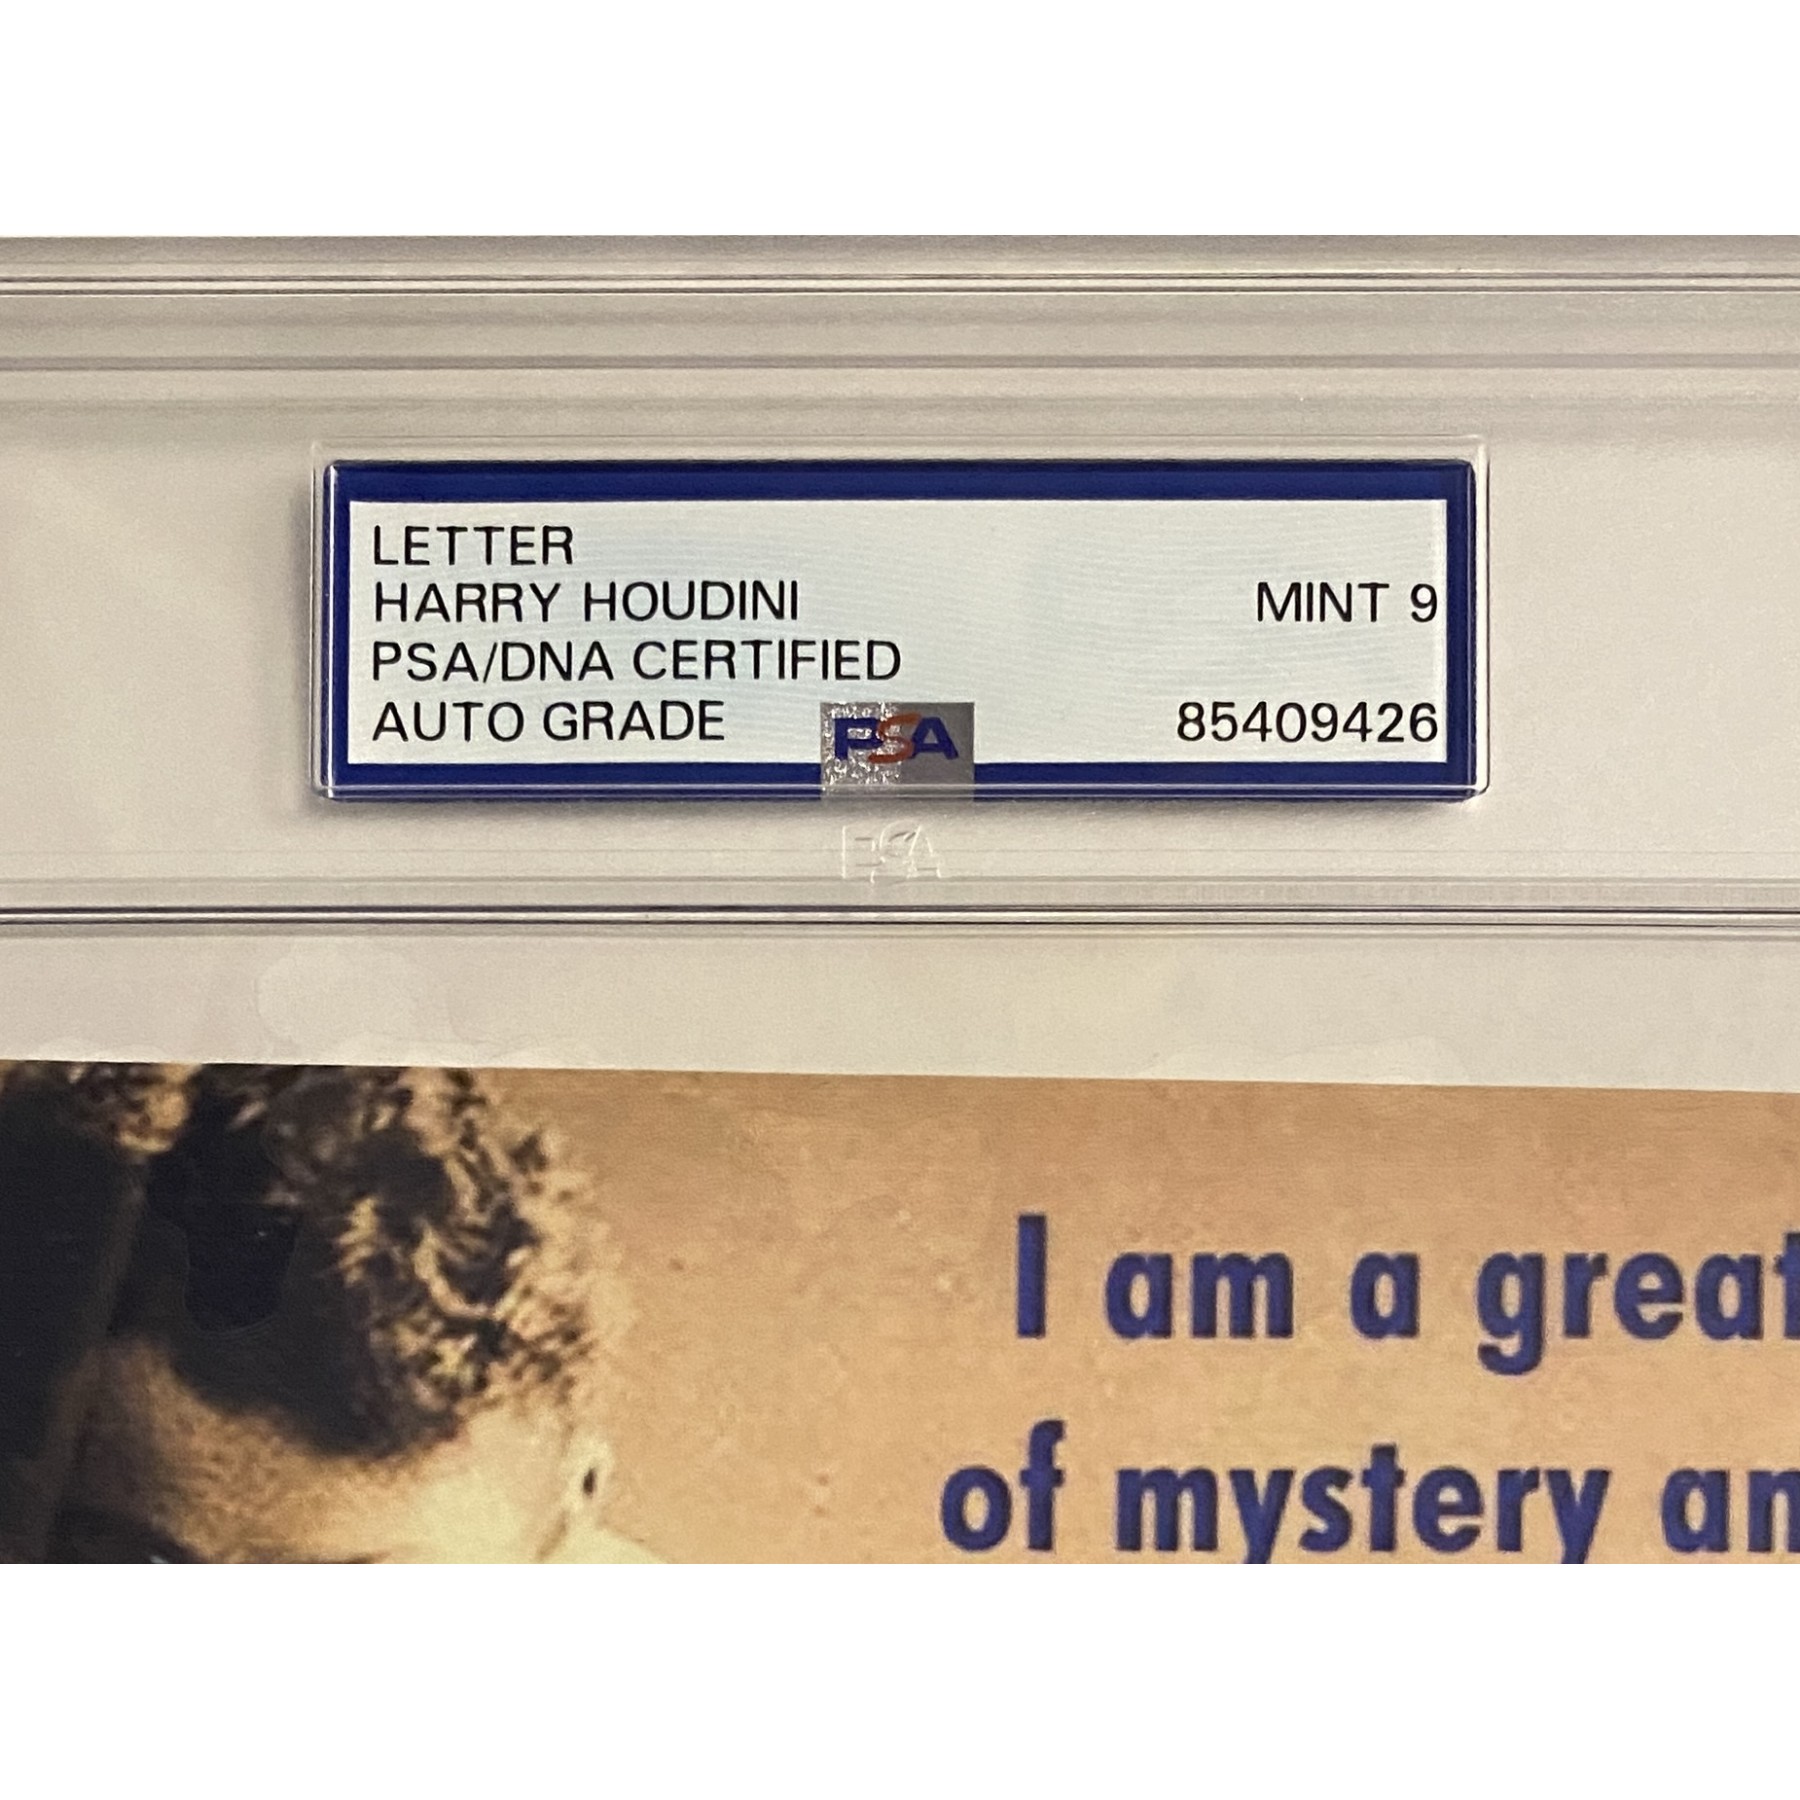 LETTER
HARRY HOUDINI MINT 9
PSA/DNA CERTIFIED
AUTO GRADE PSA 85409426
PSA
I am a great
of mystery an